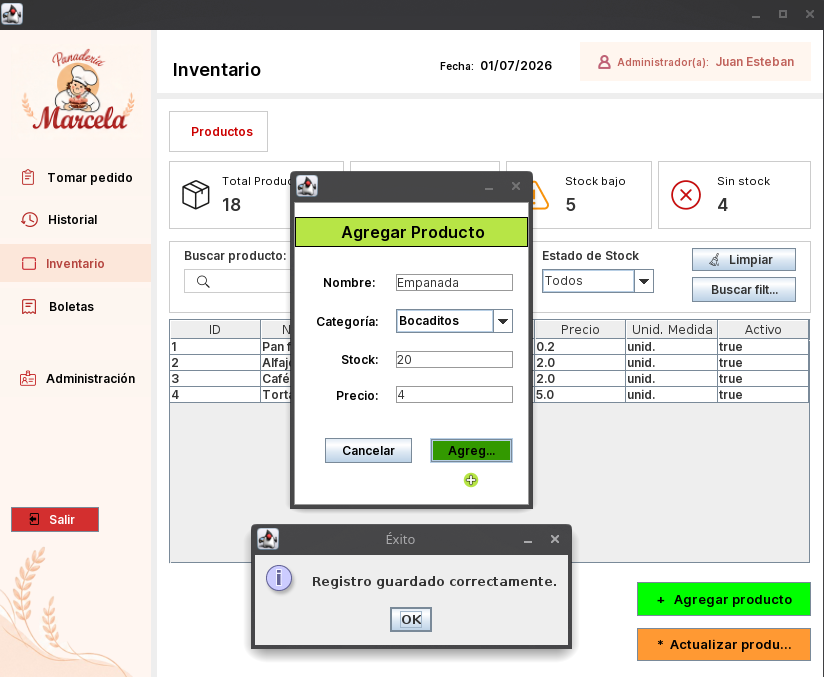 Panadería
Marcela
Tomar pedido
Historial
Inventario
Boletas
Administración
Salir
Inventario
Fecha: 01/07/2026
Administrador(a): Juan Esteban
Productos
Total Produc
18
Stock bajo
5
Sin stock
4
Buscar producto:
Estado de Stock
Todos
Limpiar
Buscar filt...
ID N Precio Unid. Medida Activo
1 Pan f 0.2 unid. true
2 Alfajo 2.0 unid. true
3 Café 2.0 unid. true
4 Torta 5.0 unid. true
+ Agregar producto
* Actualizar produ...
Agregar Producto
Nombre: Empanada
Categoría: Bocaditos
Stock: 20
Precio: 4
Cancelar
Agreg...
Éxito
Registro guardado correctamente.
OK